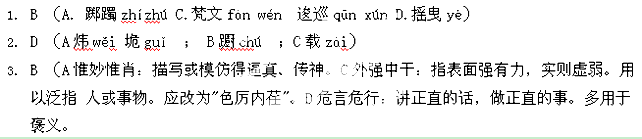 1. B （A. 踯躅 zhí zhú C.梵文 fàn wén 逡巡 qūn xún D.摇曳 yè）
2. D （A 炜 wěi 垝 guǐ ； B 蹰 chú ；C 载 zài）
3. B （A 惟妙惟肖：描写或模仿得逼真、传神。C 外强中干：指表面强有力，实则虚弱。用
以泛指 人或事物。应改为"色厉内荏"。D 危言危行：讲正直的话，做正直的事。多用于
褒义。